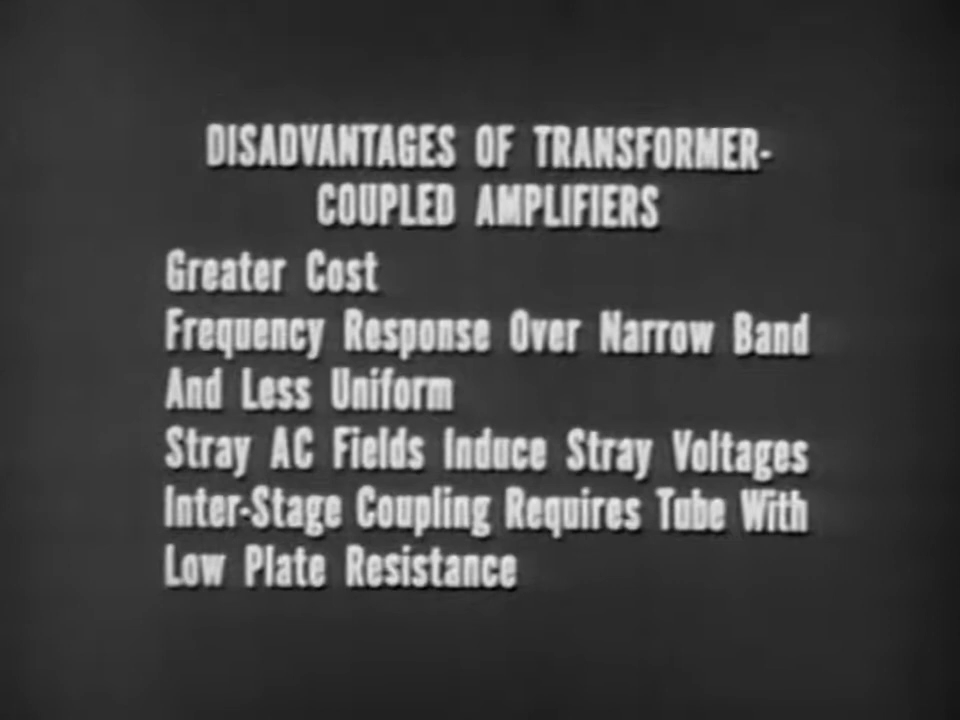 DISADVANTAGES OF TRANSFORMER-
COUPLED AMPLIFIERS
Greater Cost
Frequency Response Over Narrow Band
And Less Uniform
Stray AC Fields Induce Stray Voltages
Inter-Stage Coupling Requires Tube With
Low Plate Resistance